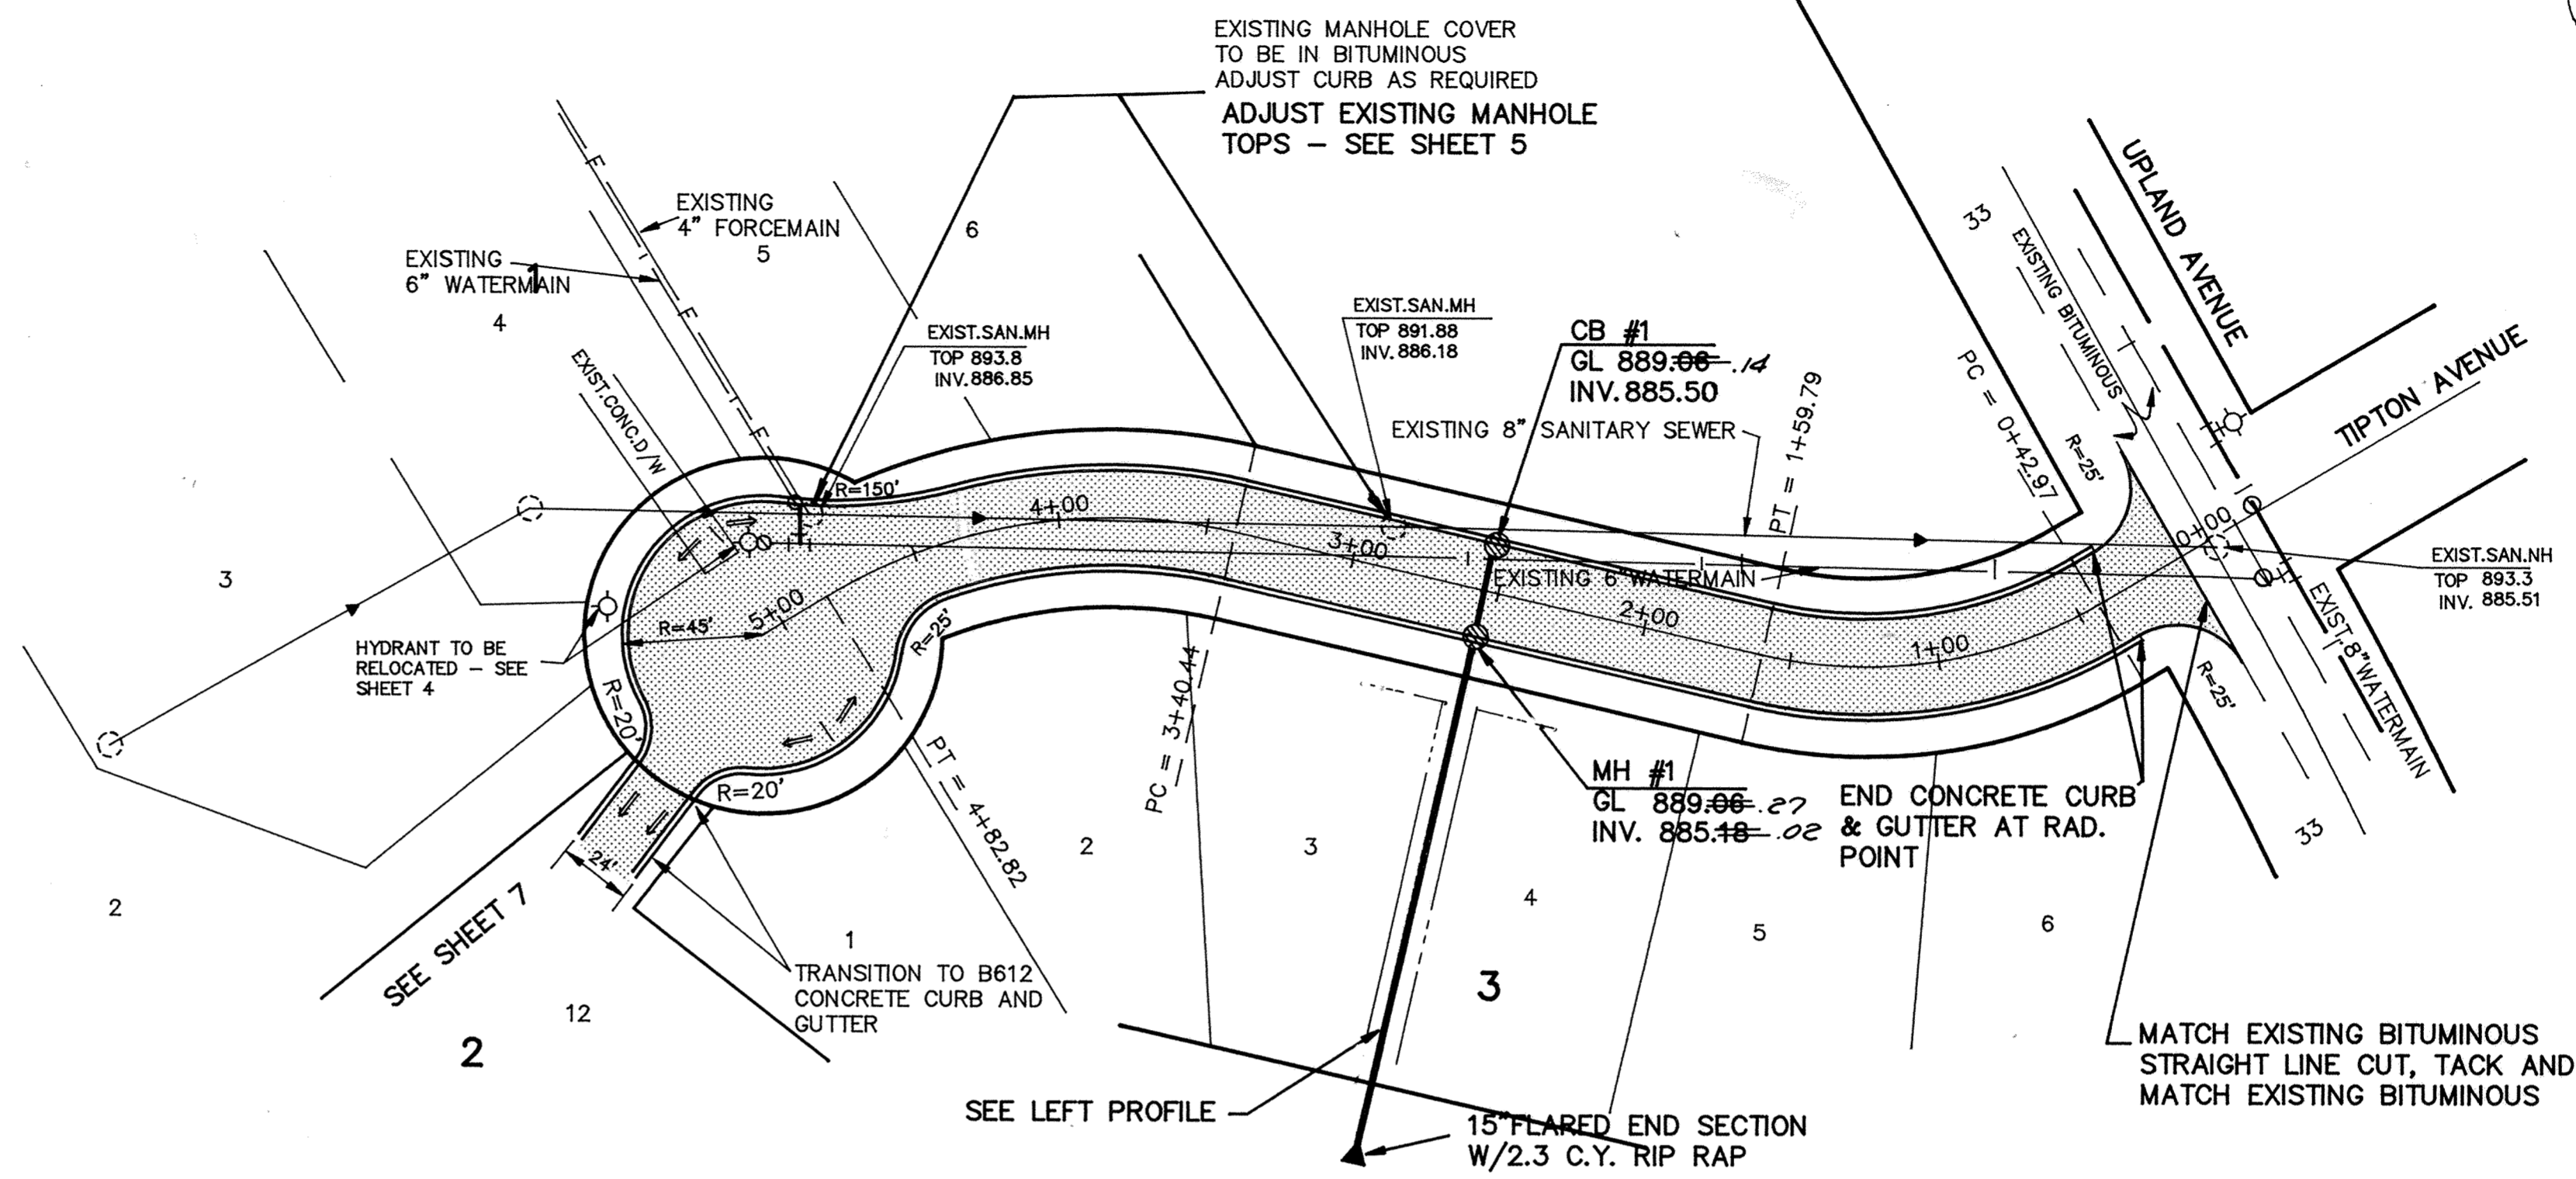 EXISTING MANHOLE COVER
TO BE IN BITUMINOUS
ADJUST CURB AS REQUIRED
ADJUST EXISTING MANHOLE
TOPS – SEE SHEET 5
UPLAND AVENUE
TIPTON AVENUE
33
EXISTING BITUMINOUS
EXISTING
4" FORCEMAIN
5
6
EXISTING
6" WATERMAIN
1
4
EXIST.CONC.D/W
EXIST.SAN.MH
TOP 893.8
INV. 886.85
EXIST.SAN.MH
TOP 891.88
INV. 886.18
CB #1
GL 889.06 .14
INV. 885.50
EXISTING 8" SANITARY SEWER
PT = 1+59.79
PC = 0+42.97
R=25'
R=150'
4+00
3+00
0+00
EXIST.SAN.NH
TOP 893.3
INV. 885.51
EXISTING 6"WATERMAIN
3
5+00
2+00
1+00
R=45'
R=25'
HYDRANT TO BE
RELOCATED – SEE
SHEET 4
R=20'
R=20'
PC = 3+40.44
PT = 4+82.82
R=25'
EXIST.8"WATERMAIN
MH #1
GL 889.06 .27
INV. 885.18 .02
END CONCRETE CURB
& GUTTER AT RAD.
POINT
33
24'
2
3
4
5
6
2
SEE SHEET 7
1
TRANSITION TO B612
CONCRETE CURB AND
GUTTER
3
12
2
MATCH EXISTING BITUMINOUS
STRAIGHT LINE CUT, TACK AND
MATCH EXISTING BITUMINOUS
SEE LEFT PROFILE
15"FLARED END SECTION
W/2.3 C.Y. RIP RAP